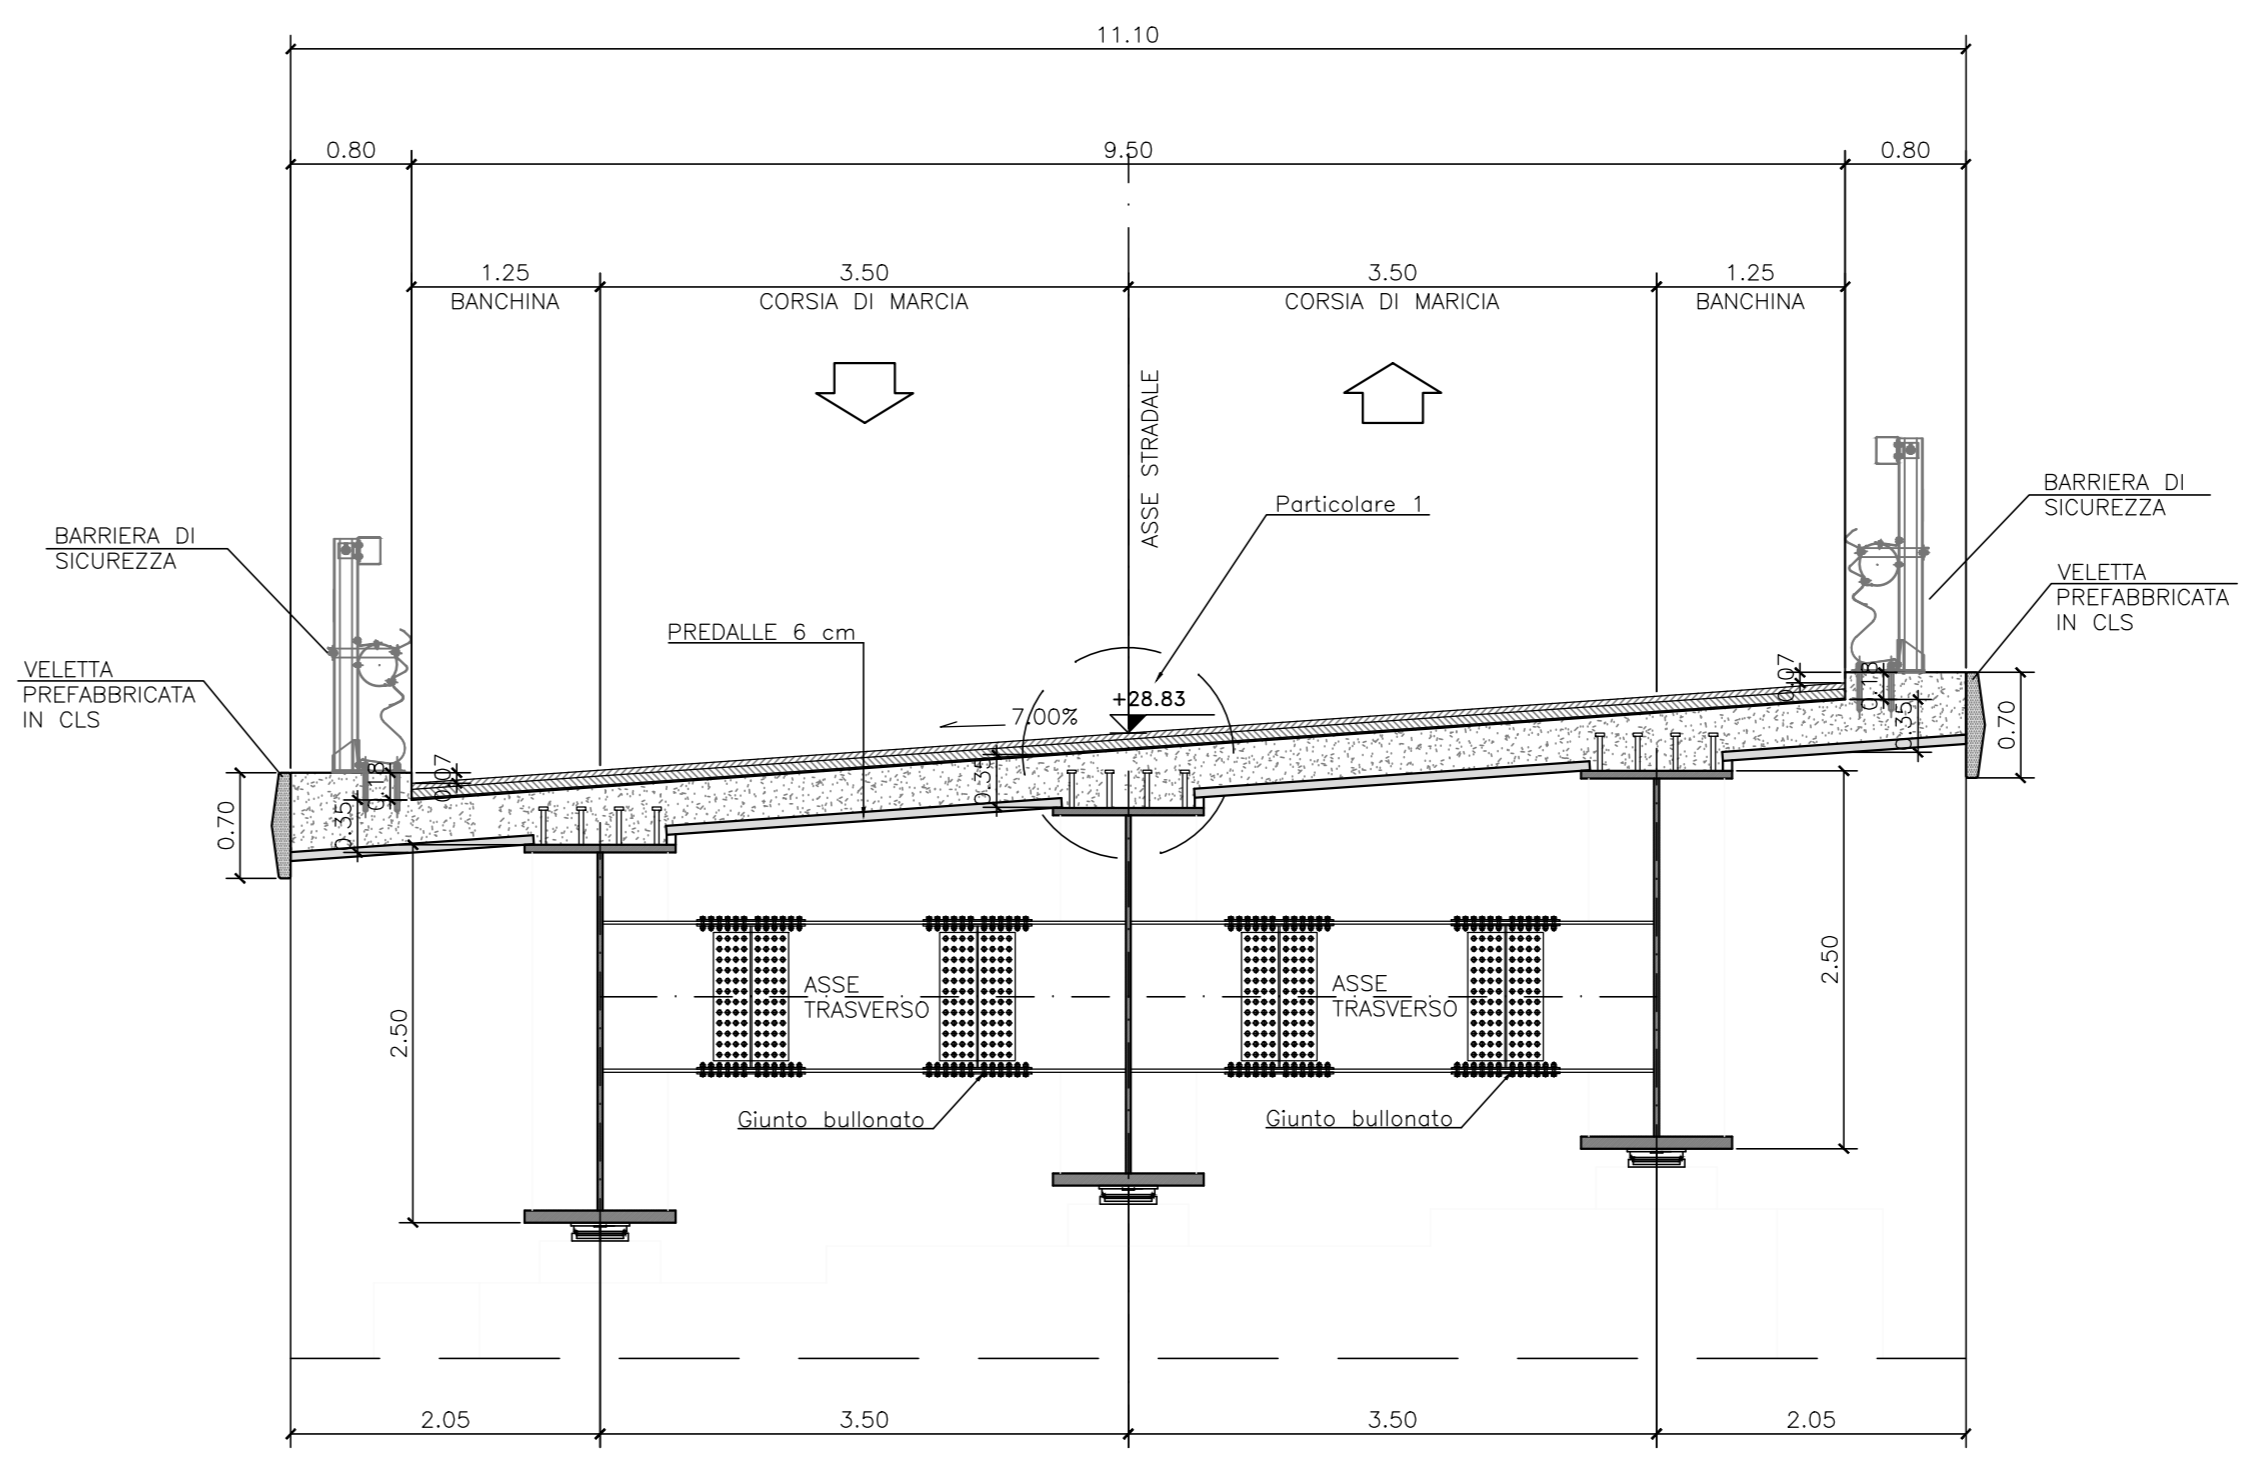 11.10
0.80
9.50
0.80
1.25
3.50
3.50
1.25
BANCHINA
CORSIA DI MARCIA
CORSIA DI MARICIA
BANCHINA
ASSE STRADALE
Particolare 1
BARRIERA DI
SICUREZZA
BARRIERA DI
SICUREZZA
VELETTA
PREFABBRICATA
IN CLS
VELETTA
PREFABBRICATA
IN CLS
PREDALLE 6 cm
+28.83
7.00%
0.07
0.18
0.35
0.70
0.35
0.07
0.18
0.35
0.70
2.50
2.50
ASSE
TRASVERSO
ASSE
TRASVERSO
Giunto bullonato
Giunto bullonato
2.05
3.50
3.50
2.05